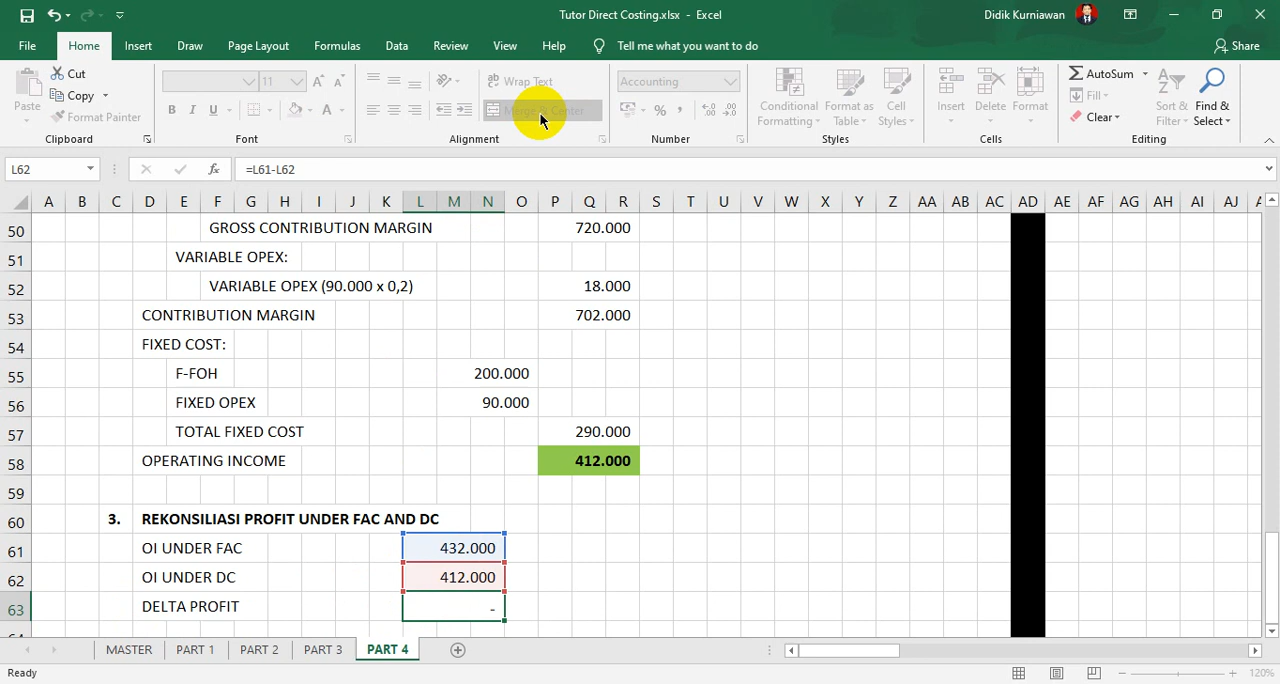 Tutor Direct Costing.xlsx - Excel
Didik Kurniawan
File Home Insert Draw Page Layout Formulas Data Review View Help Tell me what you want to do
Share
Paste
Cut
Copy
Format Painter
Clipboard
11
B I U
A
Font
Wrap Text
Merge & Center
Alignment
Accounting
%
Number
Conditional Formatting
Format as Table
Cell Styles
Styles
Insert
Delete
Format
Cells
AutoSum
Fill
Clear
Sort & Filter
Find & Select
Editing
L62
fx
=L61-L62
A B C D E F G H I J K L M N O P Q R S T U V W X Y Z AA AB AC AD AE AF AG AH AI AJ
50 GROSS CONTRIBUTION MARGIN 720.000
51 VARIABLE OPEX:
52 VARIABLE OPEX (90.000 x 0,2) 18.000
53 CONTRIBUTION MARGIN 702.000
54 FIXED COST:
55 F-FOH 200.000
56 FIXED OPEX 90.000
57 TOTAL FIXED COST 290.000
58 OPERATING INCOME 412.000
59
60 3. REKONSILIASI PROFIT UNDER FAC AND DC
61 OI UNDER FAC 432.000
62 OI UNDER DC 412.000
63 DELTA PROFIT -
MASTER PART 1 PART 2 PART 3 PART 4
Ready
120%